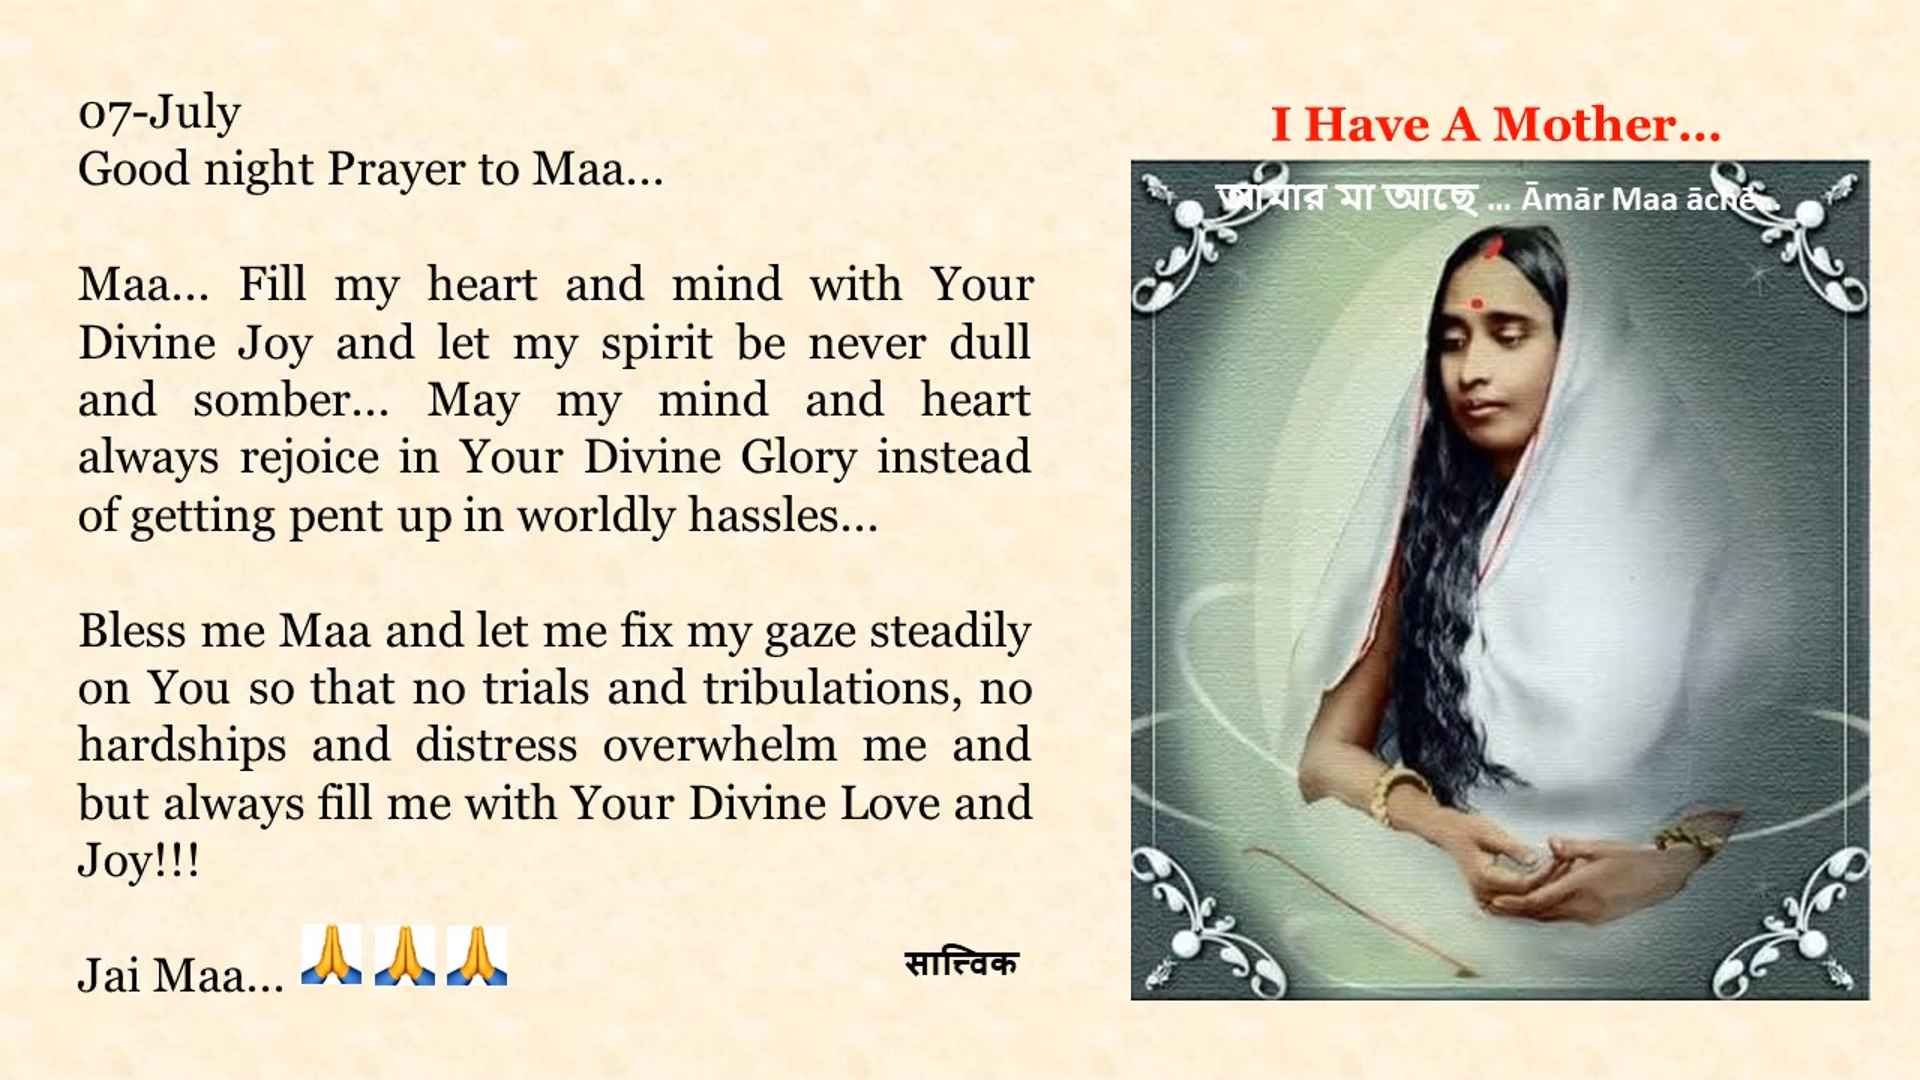 07-July
Good night Prayer to Maa...
Maa... Fill my heart and mind with Your
Divine Joy and let my spirit be never dull
and somber... May my mind and heart
always rejoice in Your Divine Glory instead
of getting pent up in worldly hassles...
Bless me Maa and let me fix my gaze steadily
on You so that no trials and tribulations, no
hardships and distress overwhelm me and
but always fill me with Your Divine Love and
Joy!!!
Jai Maa... 🙏 🙏 🙏
सात्त्विक
I Have A Mother...
আমার মা আছে ... Āmār Maa āchē...